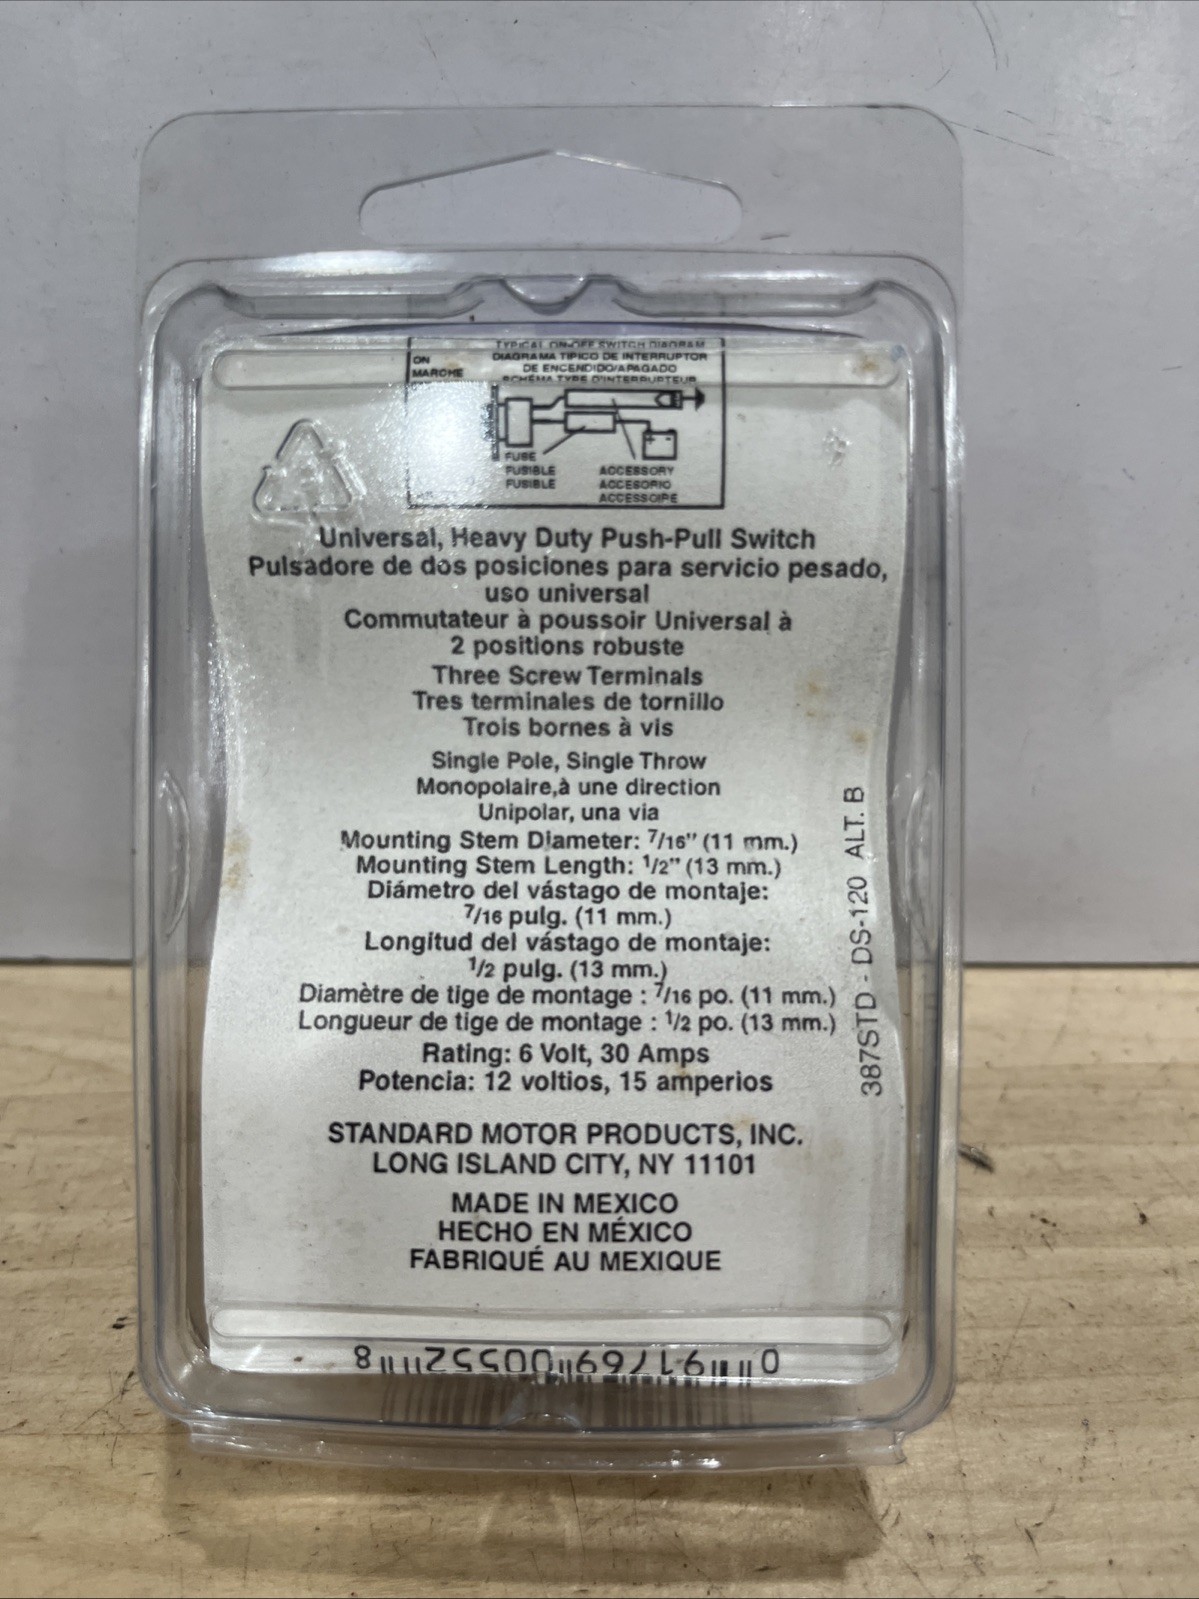 TYPICAL ON-OFF SWITCH DIAGRAM
DIAGRAMA TIPICO DE INTERRUPTOR
DE ENCENDIDO/APAGADO
SCHÉMA TYPE D'INTERRUPTEUR
ON
MARCHE
FUSE
FUSIBLE
FUSIBLE
ACCESSORY
ACCESORIO
ACCESSOIRE
Universal, Heavy Duty Push-Pull Switch
Pulsadore de dos posiciones para servicio pesado,
uso universal
Commutateur à poussoir Universal à
2 positions robuste
Three Screw Terminals
Tres terminales de tornillo
Trois bornes à vis
Single Pole, Single Throw
Monopolaire,à une direction
Unipolar, una via
Mounting Stem Diameter: 7/16" (11 mm.)
Mounting Stem Length: 1/2" (13 mm.)
Diámetro del vástago de montaje:
7/16 pulg. (11 mm.)
Longitud del vástago de montaje:
1/2 pulg. (13 mm.)
Diamètre de tige de montage : 7/16 po. (11 mm.)
Longueur de tige de montage : 1/2 po. (13 mm.)
Rating: 6 Volt, 30 Amps
Potencia: 12 voltios, 15 amperios
STANDARD MOTOR PRODUCTS, INC.
LONG ISLAND CITY, NY 11101
MADE IN MEXICO
HECHO EN MÉXICO
FABRIQUÉ AU MEXIQUE
387STD - DS-120 ALT. B
0 91769 00552 8